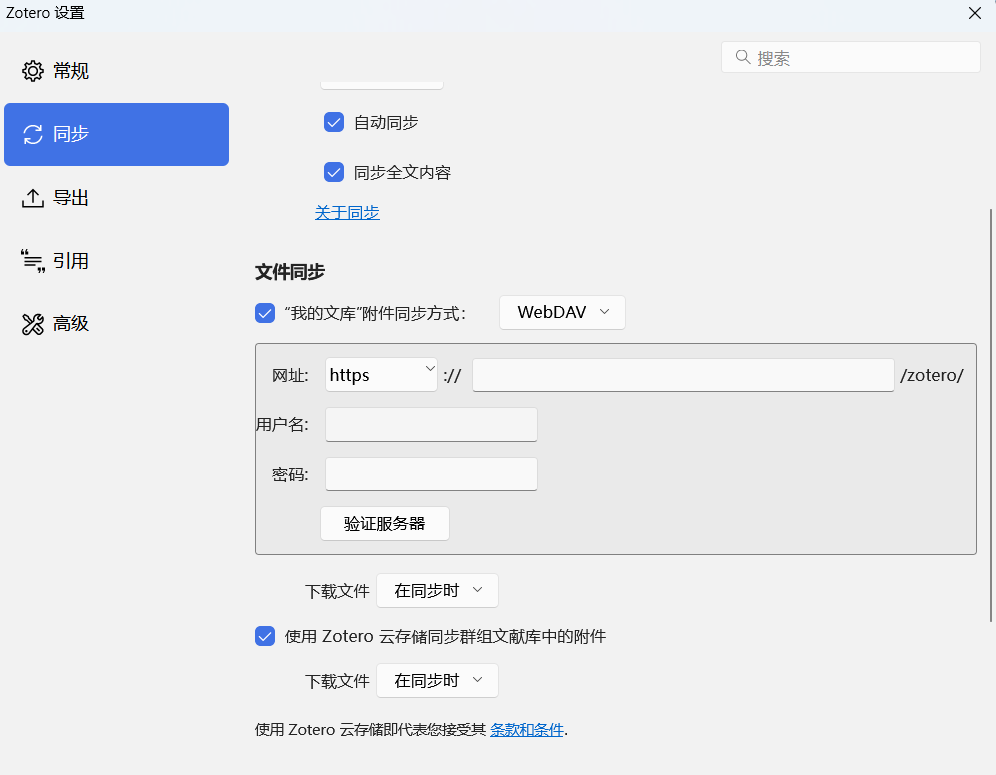 Zotero 设置
搜索
常规
同步
导出
引用
高级
自动同步
同步全文内容
关于同步
文件同步
“我的文库”附件同步方式： WebDAV
网址: https :// /zotero/
用户名:
密码:
验证服务器
下载文件 在同步时
使用 Zotero 云存储同步群组文献库中的附件
下载文件 在同步时
使用 Zotero 云存储即代表您接受其 条款和条件.